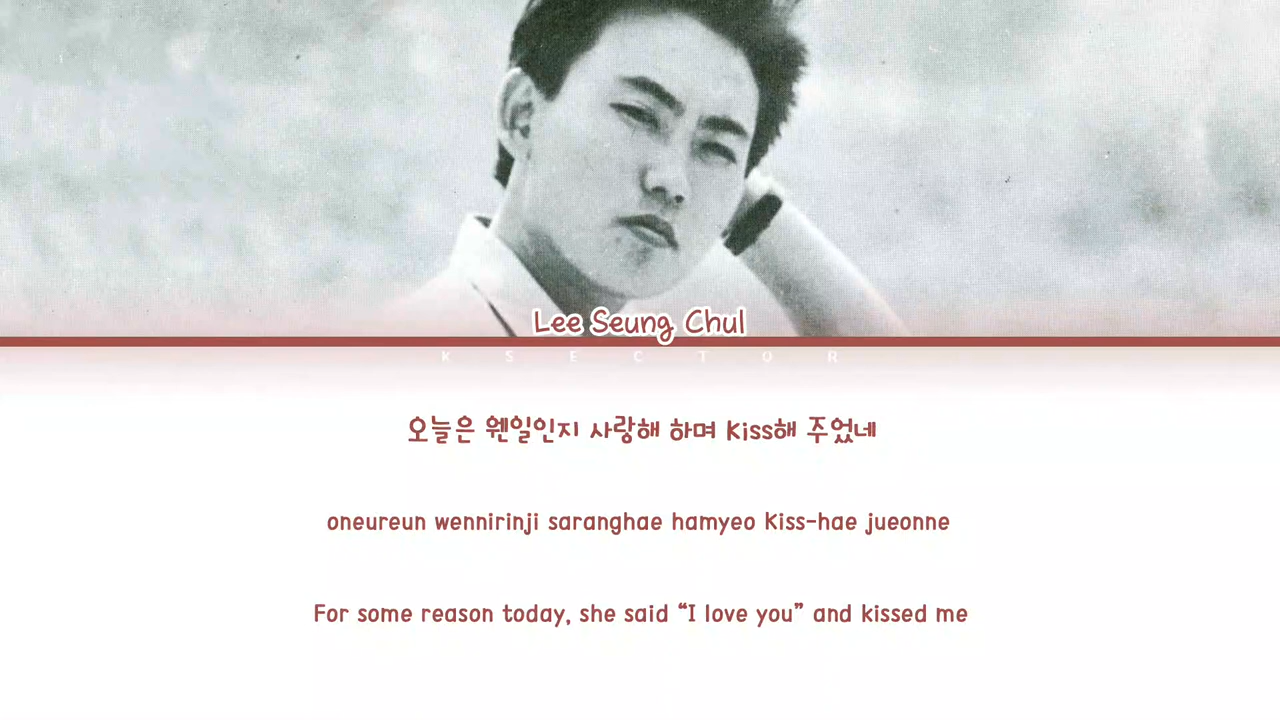 Lee Seung Chul
K S E C T O R
오늘은 웬일인지 사랑해 하며 Kiss해 주었네
oneureun wennirinji saranghae hamyeo Kiss-hae jueonne
For some reason today, she said “I love you” and kissed me